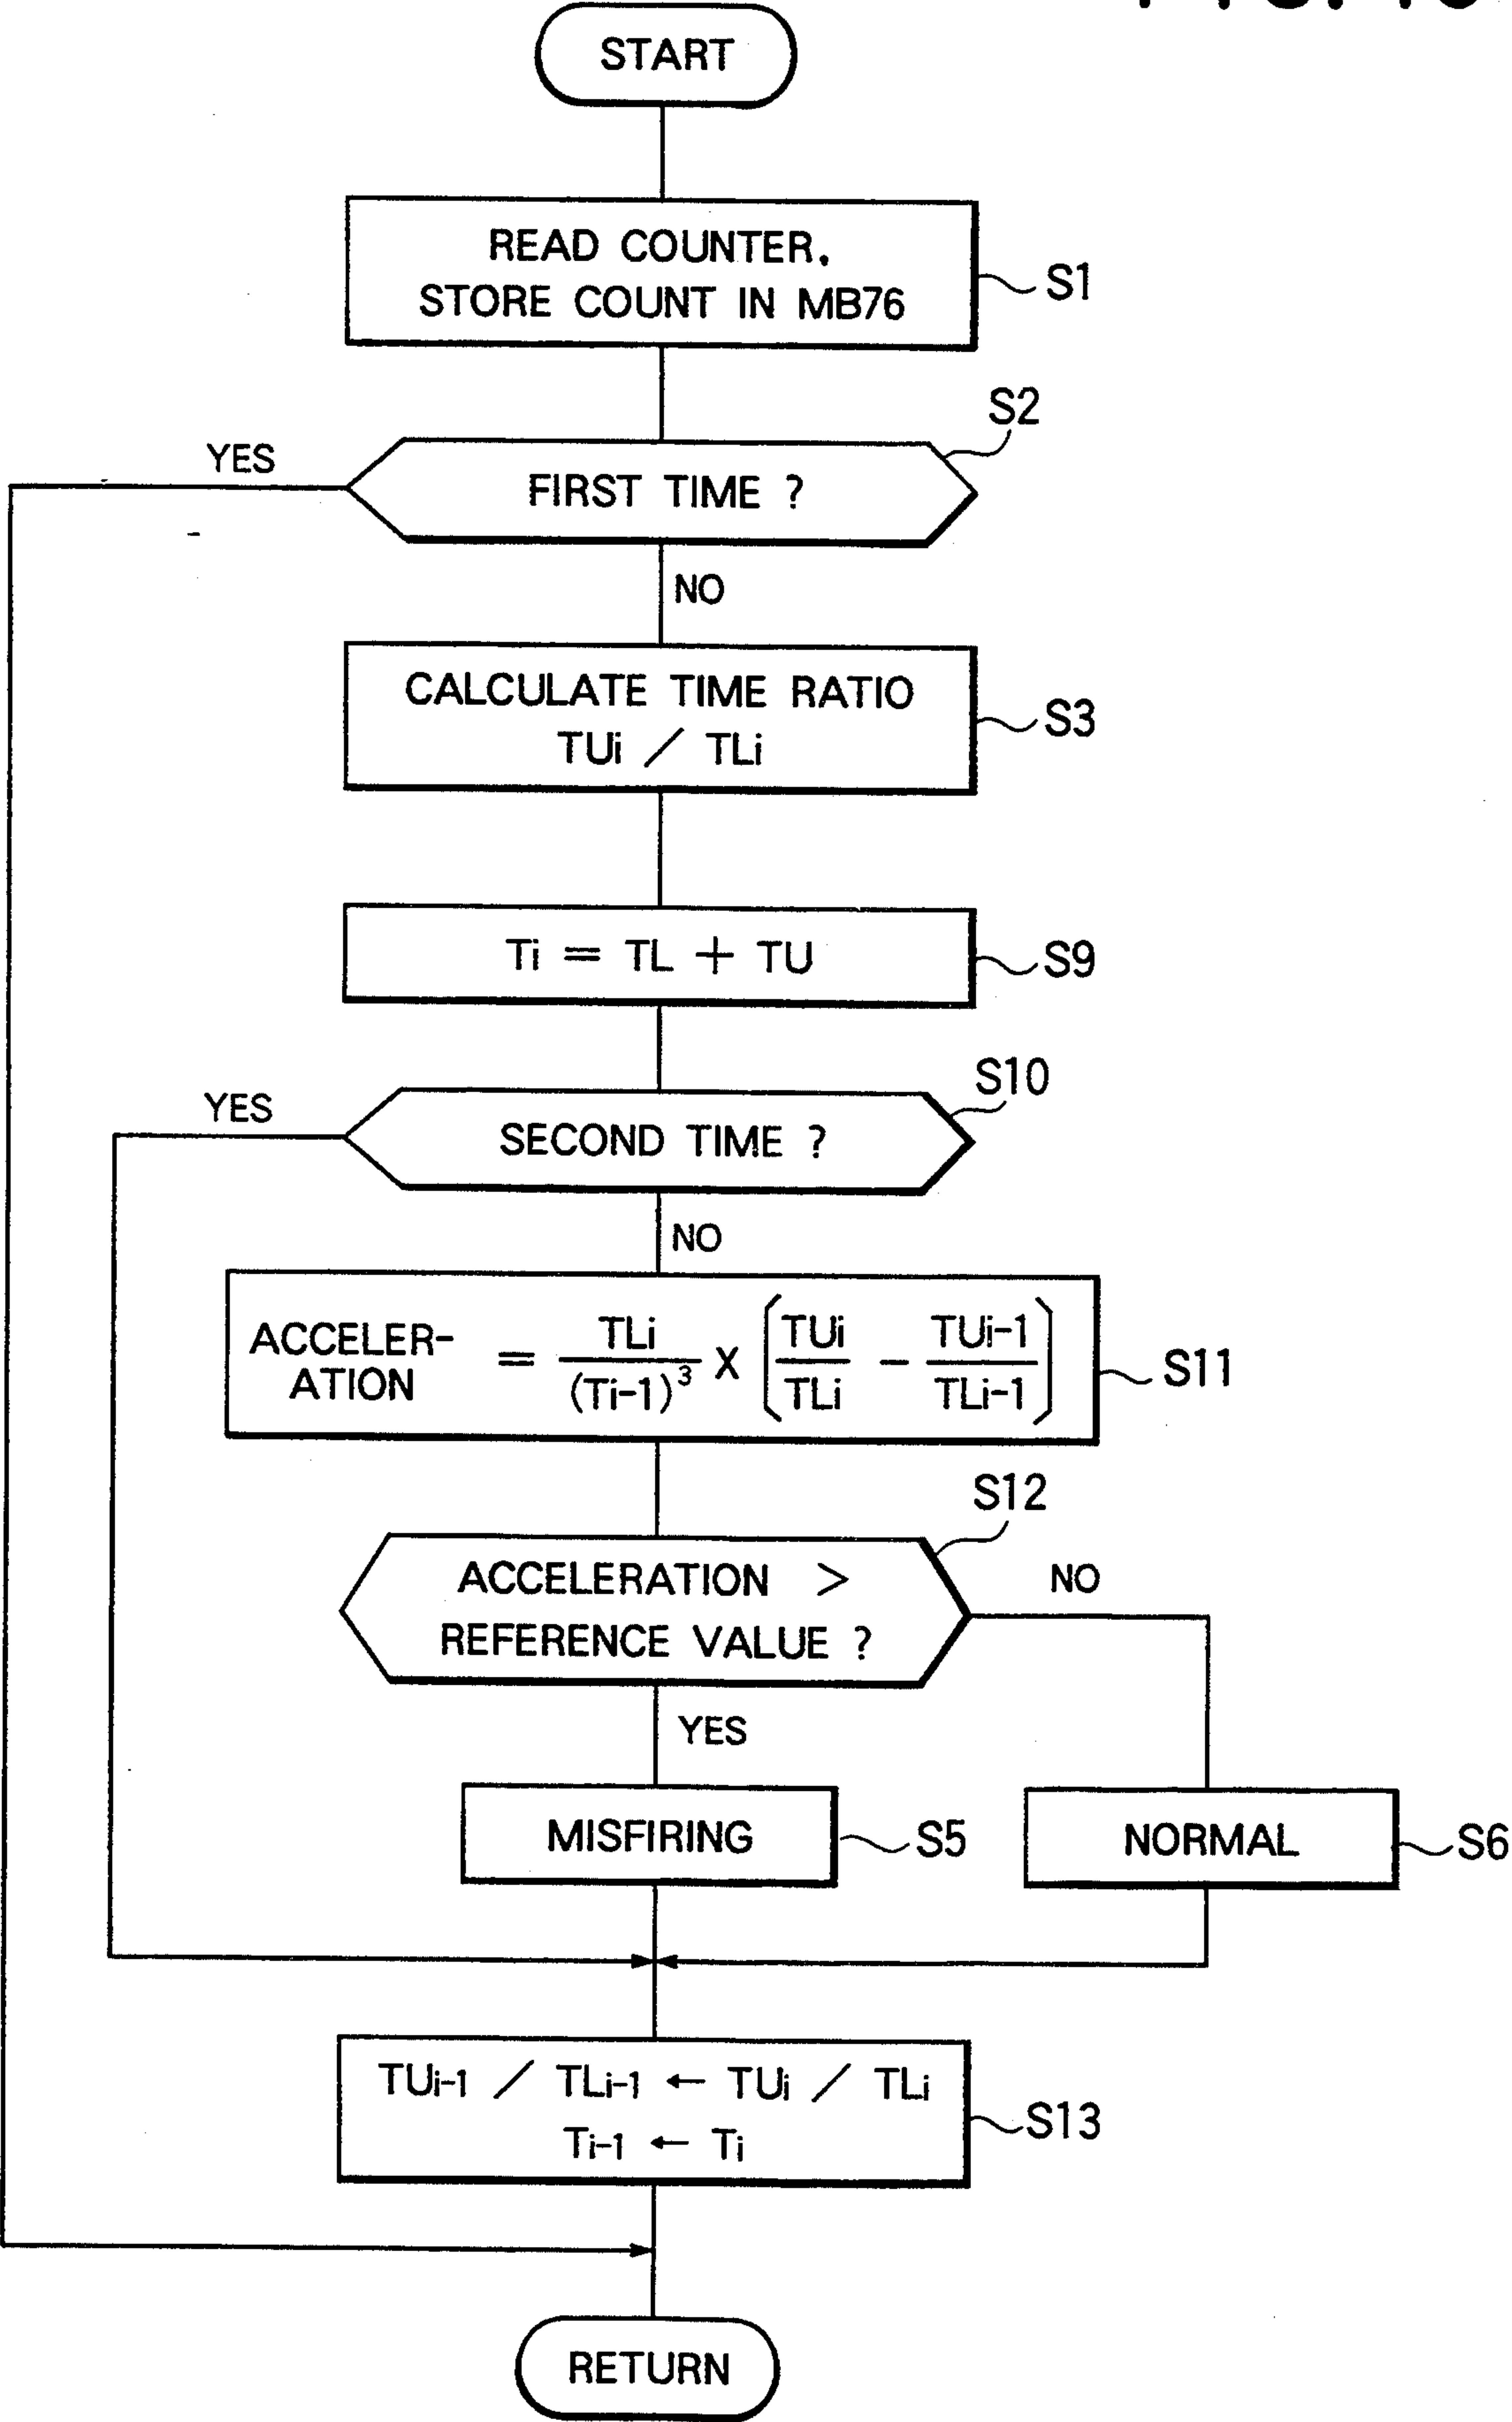 START
READ COUNTER.
STORE COUNT IN MB76
S1
S2
YES
FIRST TIME ?
NO
CALCULATE TIME RATIO
TUi / TLi
S3
Ti = TL + TU
S9
S10
YES
SECOND TIME ?
NO
ACCELER-
ATION = TLi / (Ti-1)³ X [TUi / TLi - TUi-1 / TLi-1]
S11
S12
ACCELERATION >
REFERENCE VALUE ?
NO
YES
MISFIRING
S5
NORMAL
S6
TUi-1 / TLi-1 ← TUi / TLi
Ti-1 ← Ti
S13
RETURN